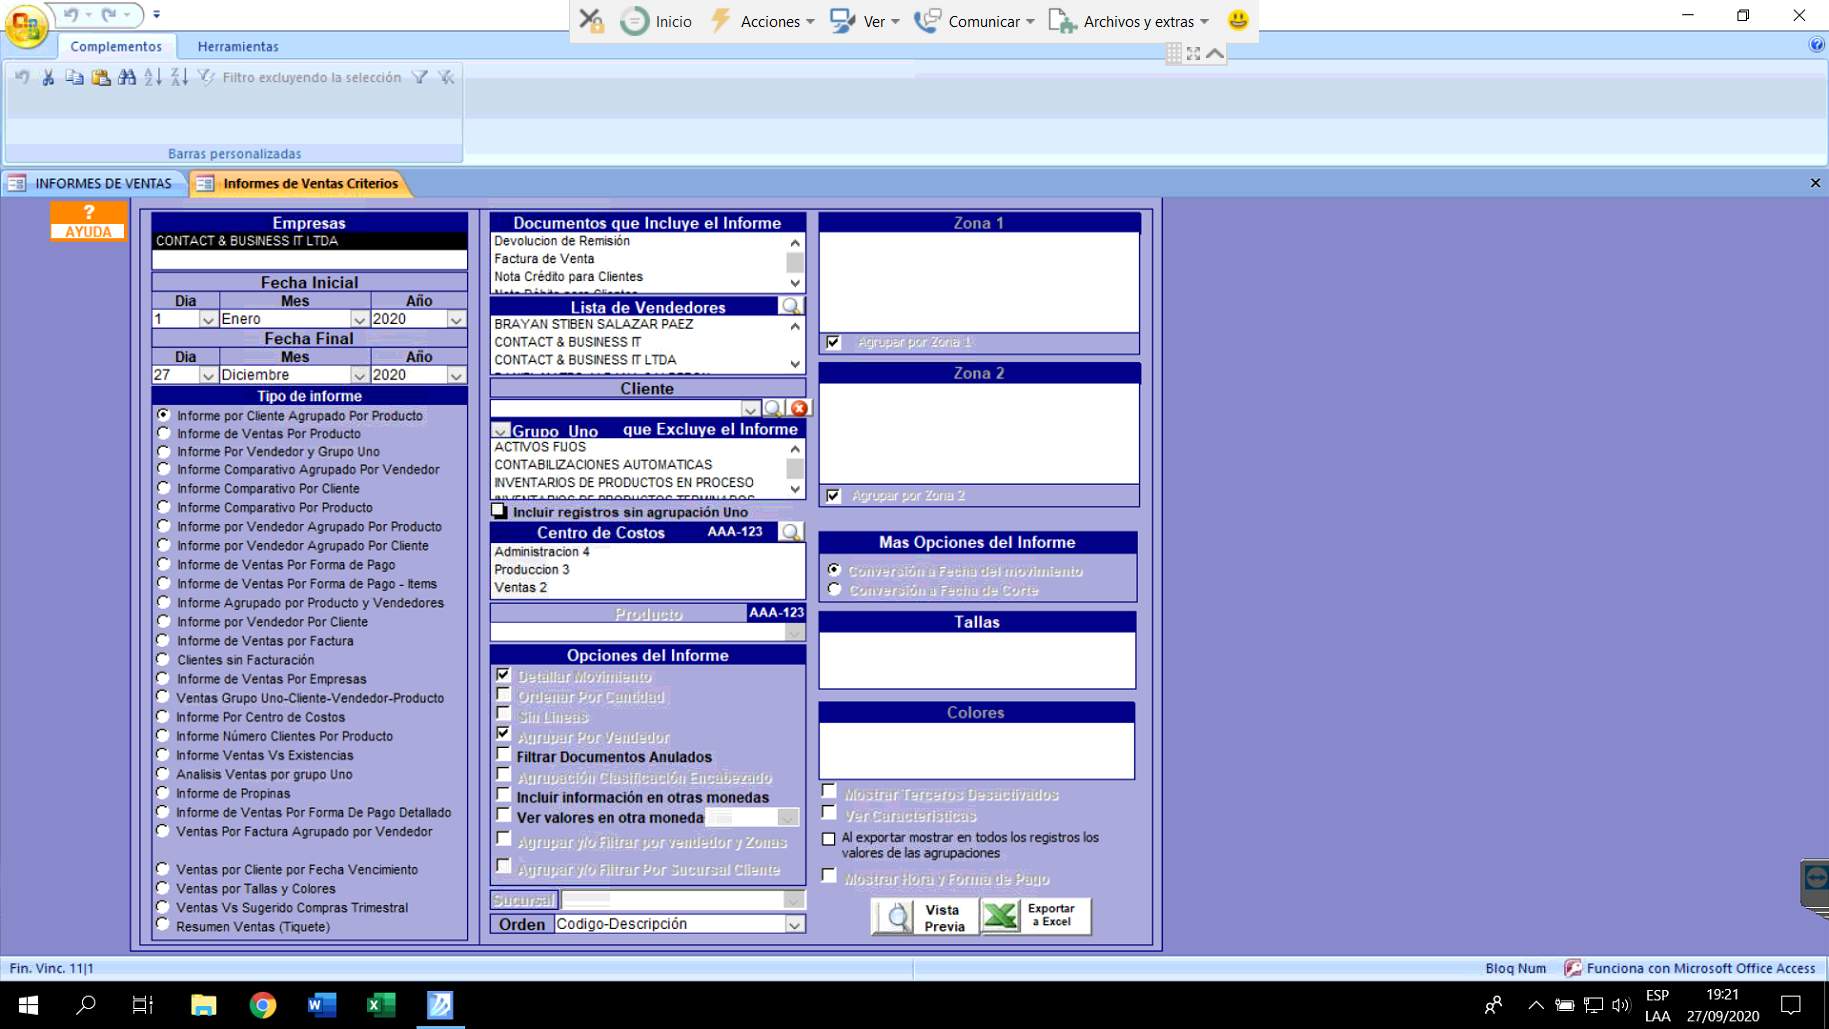 Inicio
Acciones
Ver
Comunicar
Archivos y extras
Complementos
Herramientas
Filtro excluyendo la selección
Barras personalizadas
INFORMES DE VENTAS
Informes de Ventas Criterios
?
AYUDA
Empresas
CONTACT & BUSINESS IT LTDA
Fecha Inicial
Dia Mes Año
1 Enero 2020
Fecha Final
Dia Mes Año
27 Diciembre 2020
Tipo de informe
Informe por Cliente Agrupado Por Producto
Informe de Ventas Por Producto
Informe Por Vendedor y Grupo Uno
Informe Comparativo Agrupado Por Vendedor
Informe Comparativo Por Cliente
Informe Comparativo Por Producto
Informe por Vendedor Agrupado Por Producto
Informe por Vendedor Agrupado Por Cliente
Informe de Ventas Por Forma de Pago
Informe de Ventas Por Forma de Pago - Items
Informe Agrupado por Producto y Vendedores
Informe por Vendedor Por Cliente
Informe de Ventas por Factura
Clientes sin Facturación
Informe de Ventas Por Empresas
Ventas Grupo Uno-Cliente-Vendedor-Producto
Informe Por Centro de Costos
Informe Número Clientes Por Producto
Informe Ventas Vs Existencias
Analisis Ventas por grupo Uno
Informe de Propinas
Informe de Ventas Por Forma De Pago Detallado
Ventas Por Factura Agrupado por Vendedor
Ventas por Cliente por Fecha Vencimiento
Ventas por Tallas y Colores
Ventas Vs Sugerido Compras Trimestral
Resumen Ventas (Tiquete)
Documentos que Incluye el Informe
Devolucion de Remisión
Factura de Venta
Nota Crédito para Clientes
Nota Débito para Clientes
Lista de Vendedores
BRAYAN STIBEN SALAZAR PAEZ
CONTACT & BUSINESS IT
CONTACT & BUSINESS IT LTDA
Cliente
Grupo Uno que Excluye el Informe
ACTIVOS FIJOS
CONTABILIZACIONES AUTOMATICAS
INVENTARIOS DE PRODUCTOS EN PROCESO
INVENTARIOS DE PRODUCTOS TERMINADOS
Incluir registros sin agrupación Uno
Centro de Costos AAA-123
Administracion 4
Produccion 3
Ventas 2
Producto AAA-123
Opciones del Informe
Detallar Movimiento
Ordenar Por Cantidad
Sin Lineas
Agrupar Por Vendedor
Filtrar Documentos Anulados
Agrupación Clasificación Encabezado
Incluir información en otras monedas
Ver valores en otra moneda
Agrupar y/o Filtrar por vendedor y Zonas
Agrupar y/o Filtrar Por Sucursal Cliente
Sucursal
Orden Codigo-Descripción
Zona 1
Agrupar por Zona 1
Zona 2
Agrupar por Zona 2
Mas Opciones del Informe
Conversión a Fecha del movimiento
Conversión a Fecha de Corte
Tallas
Colores
Mostrar Terceros Desactivados
Ver Caracteristicas
Al exportar mostrar en todos los registros los
valores de las agrupaciones
Mostrar Hora y Forma de Pago
Vista
Previa
Exportar
a Excel
Fin. Vinc. 11|1
Bloq Num
Funciona con Microsoft Office Access
ESP
LAA
19:21
27/09/2020